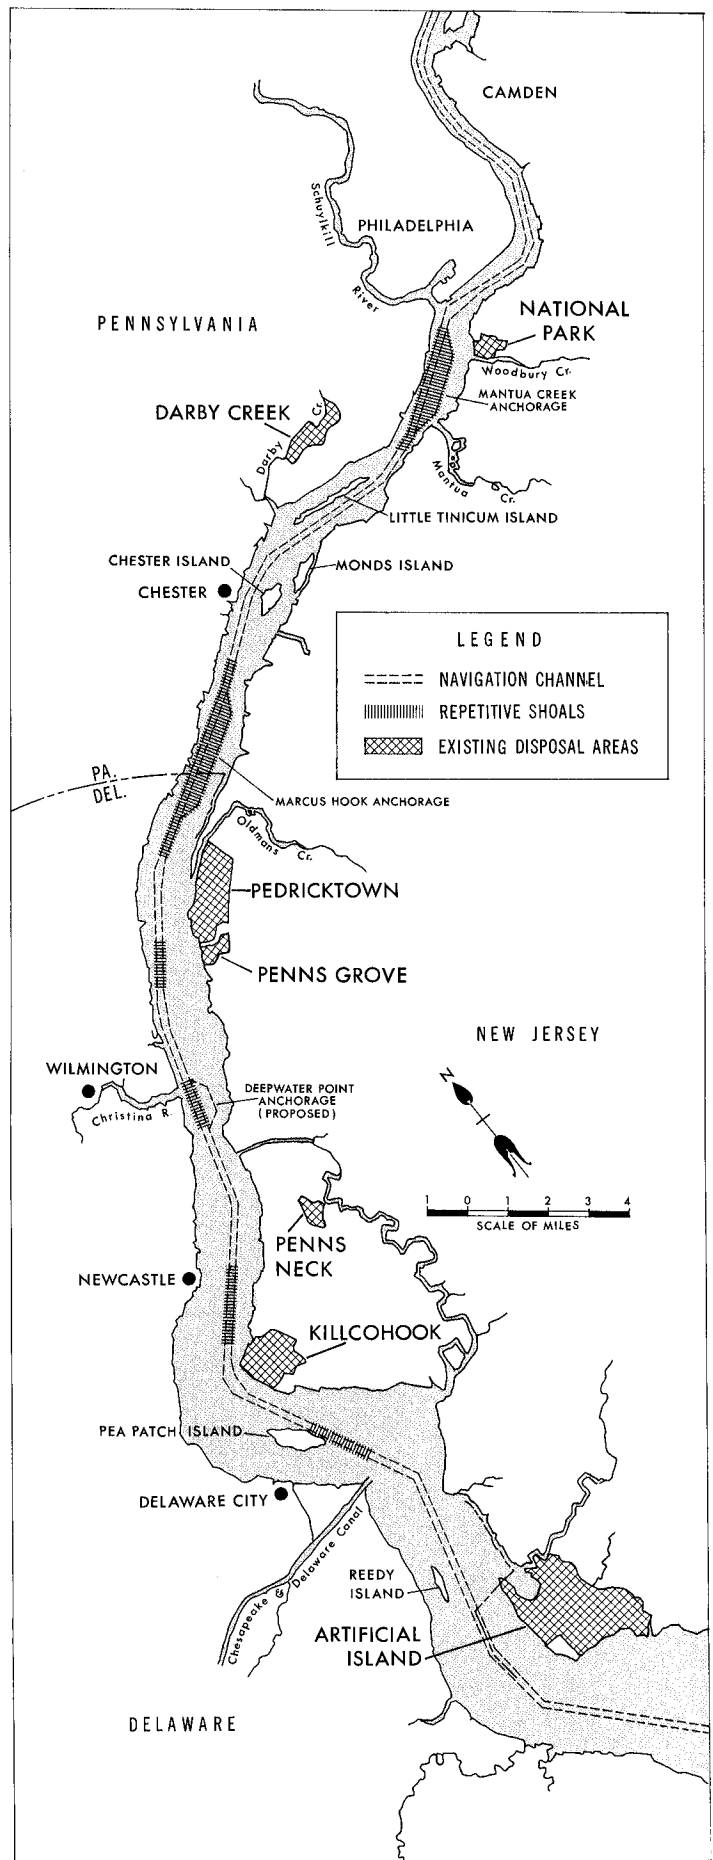 CAMDEN
Schuylkill
River
PHILADELPHIA
PENNSYLVANIA
NATIONAL
PARK
Woodbury Cr.
MANTUA CREEK
ANCHORAGE
DARBY CREEK
Darby Cr.
Mantua Cr.
LITTLE TINICUM ISLAND
CHESTER ISLAND
MONDS ISLAND
CHESTER
LEGEND
NAVIGATION CHANNEL
REPETITIVE SHOALS
EXISTING DISPOSAL AREAS
PA.
DEL.
MARCUS HOOK ANCHORAGE
Oldmans Cr.
PEDRICKTOWN
PENNS GROVE
NEW JERSEY
WILMINGTON
Christina R.
DEEPWATER POINT
ANCHORAGE
(PROPOSED)
N
1 0 1 2 3 4
SCALE OF MILES
PENNS
NECK
NEWCASTLE
KILLCOHOOK
PEA PATCH ISLAND
DELAWARE CITY
Chesapeake & Delaware Canal
REEDY
ISLAND
ARTIFICIAL
ISLAND
DELAWARE